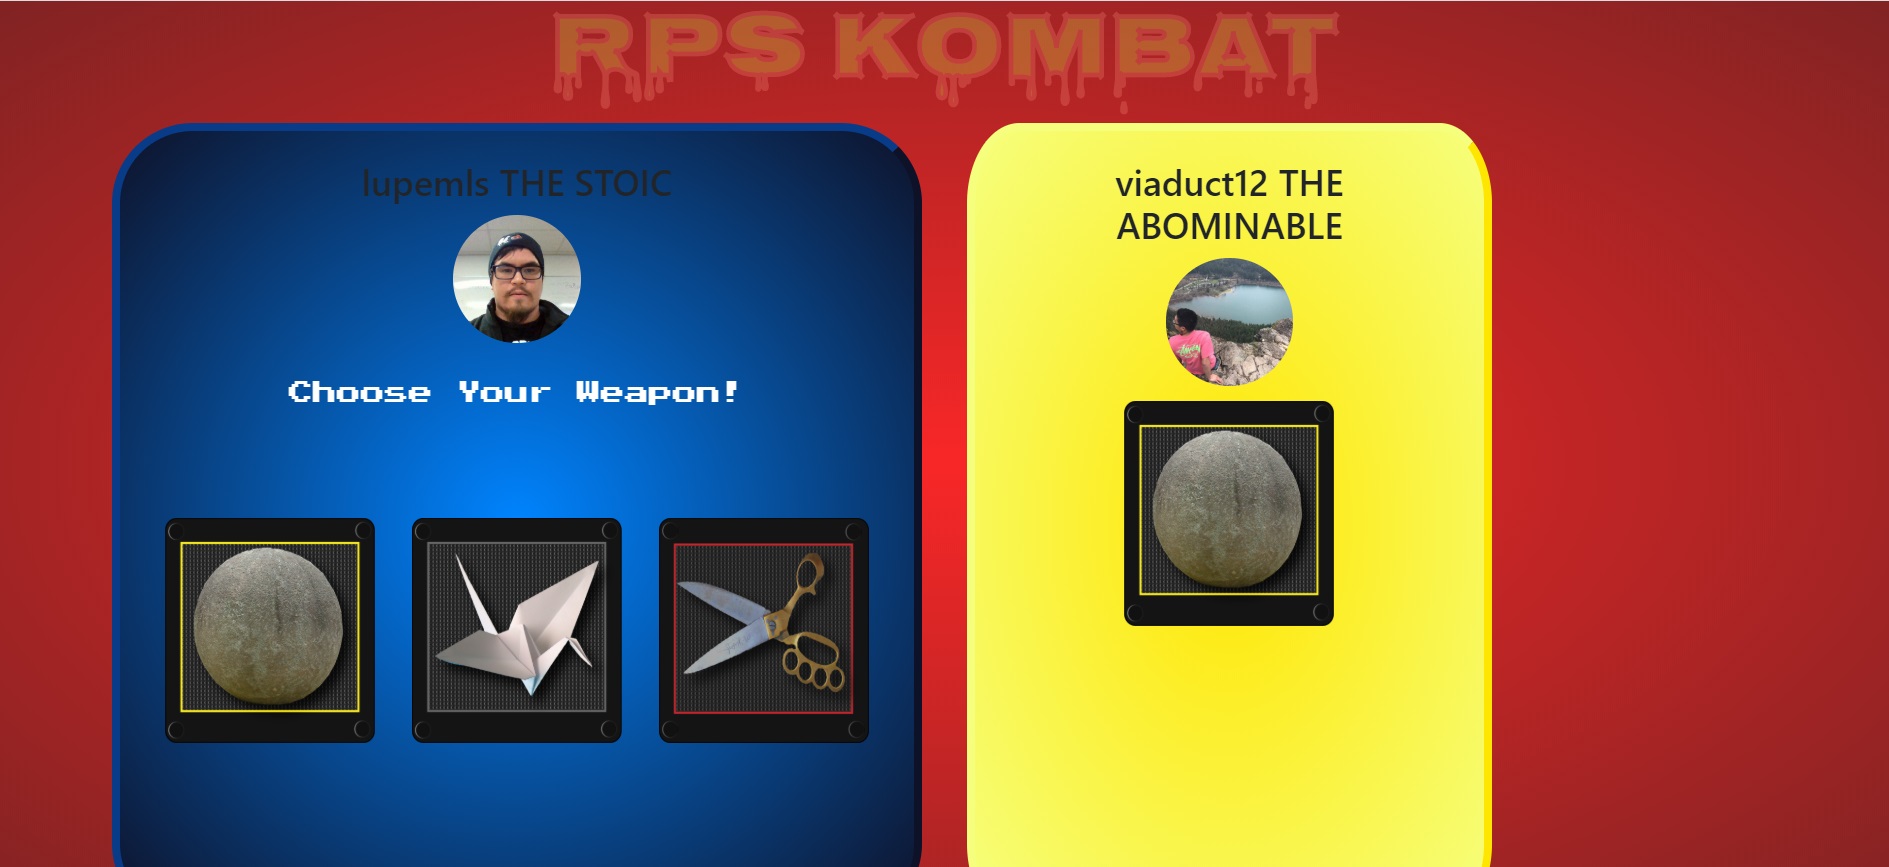 RPS KOMBAT
lupemls THE STOIC
Choose Your Weapon!
viaduct12 THE
ABOMINABLE